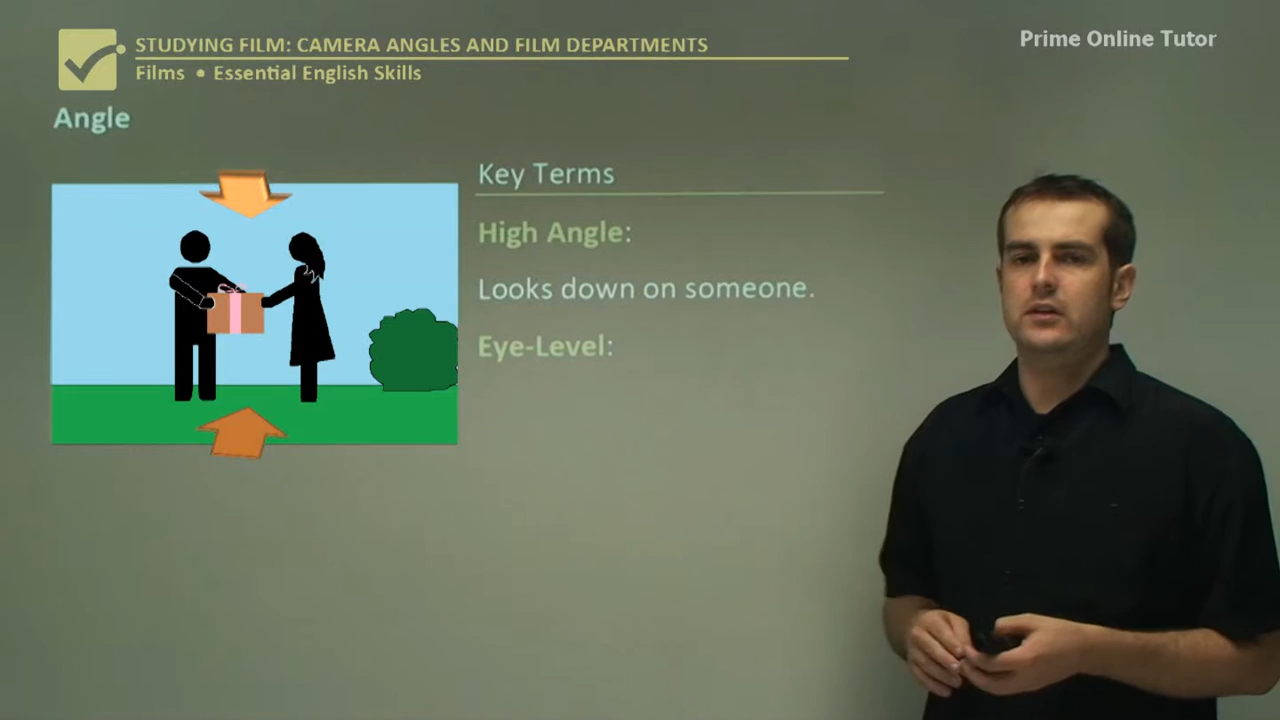 STUDYING FILM: CAMERA ANGLES AND FILM DEPARTMENTS
Films • Essential English Skills
Prime Online Tutor
Angle
Key Terms
High Angle:
Looks down on someone.
Eye-Level: